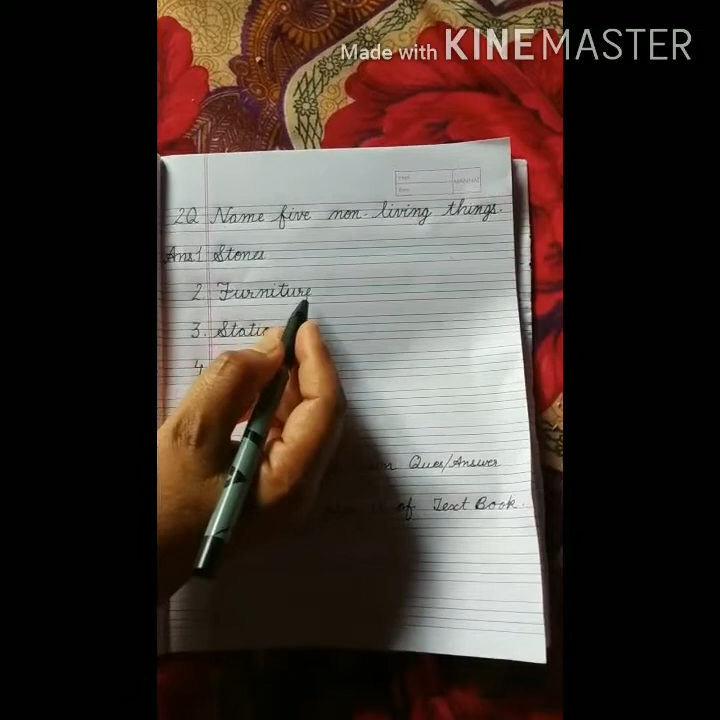 Made with KINEMASTER
2Q Name five non-living things.
Ans1 Stones
2. Furniture
3.
4
Ques/Answer
of Text Book.